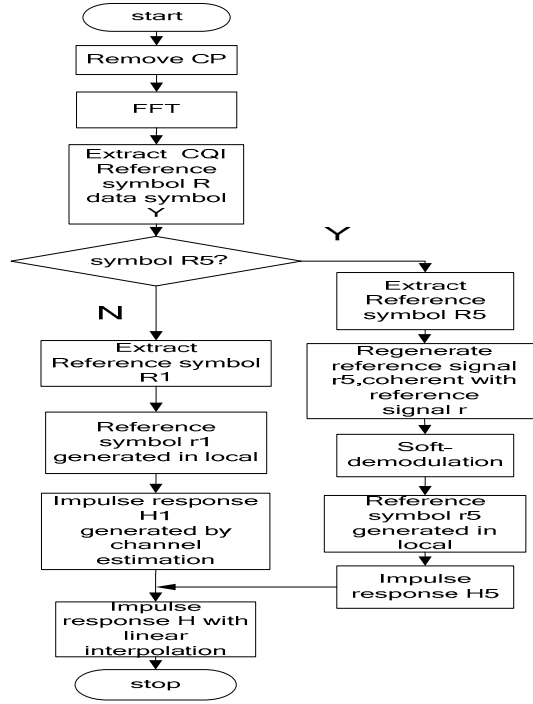 start
Remove CP
FFT
Extract CQI
Reference
symbol R
data symbol
Y
symbol R5?
Y
N
Extract
Reference symbol
R1
Reference
symbol r1
generated in local
Impulse response
H1
generated by
channel
estimation
Extract
Reference
symbol R5
Regenerate
reference signal
r5,coherent with
reference
signal r
Soft-
demodulation
Reference
symbol r5
generated in
local
Impulse
response H5
Impulse
response H with
linear
interpolation
stop